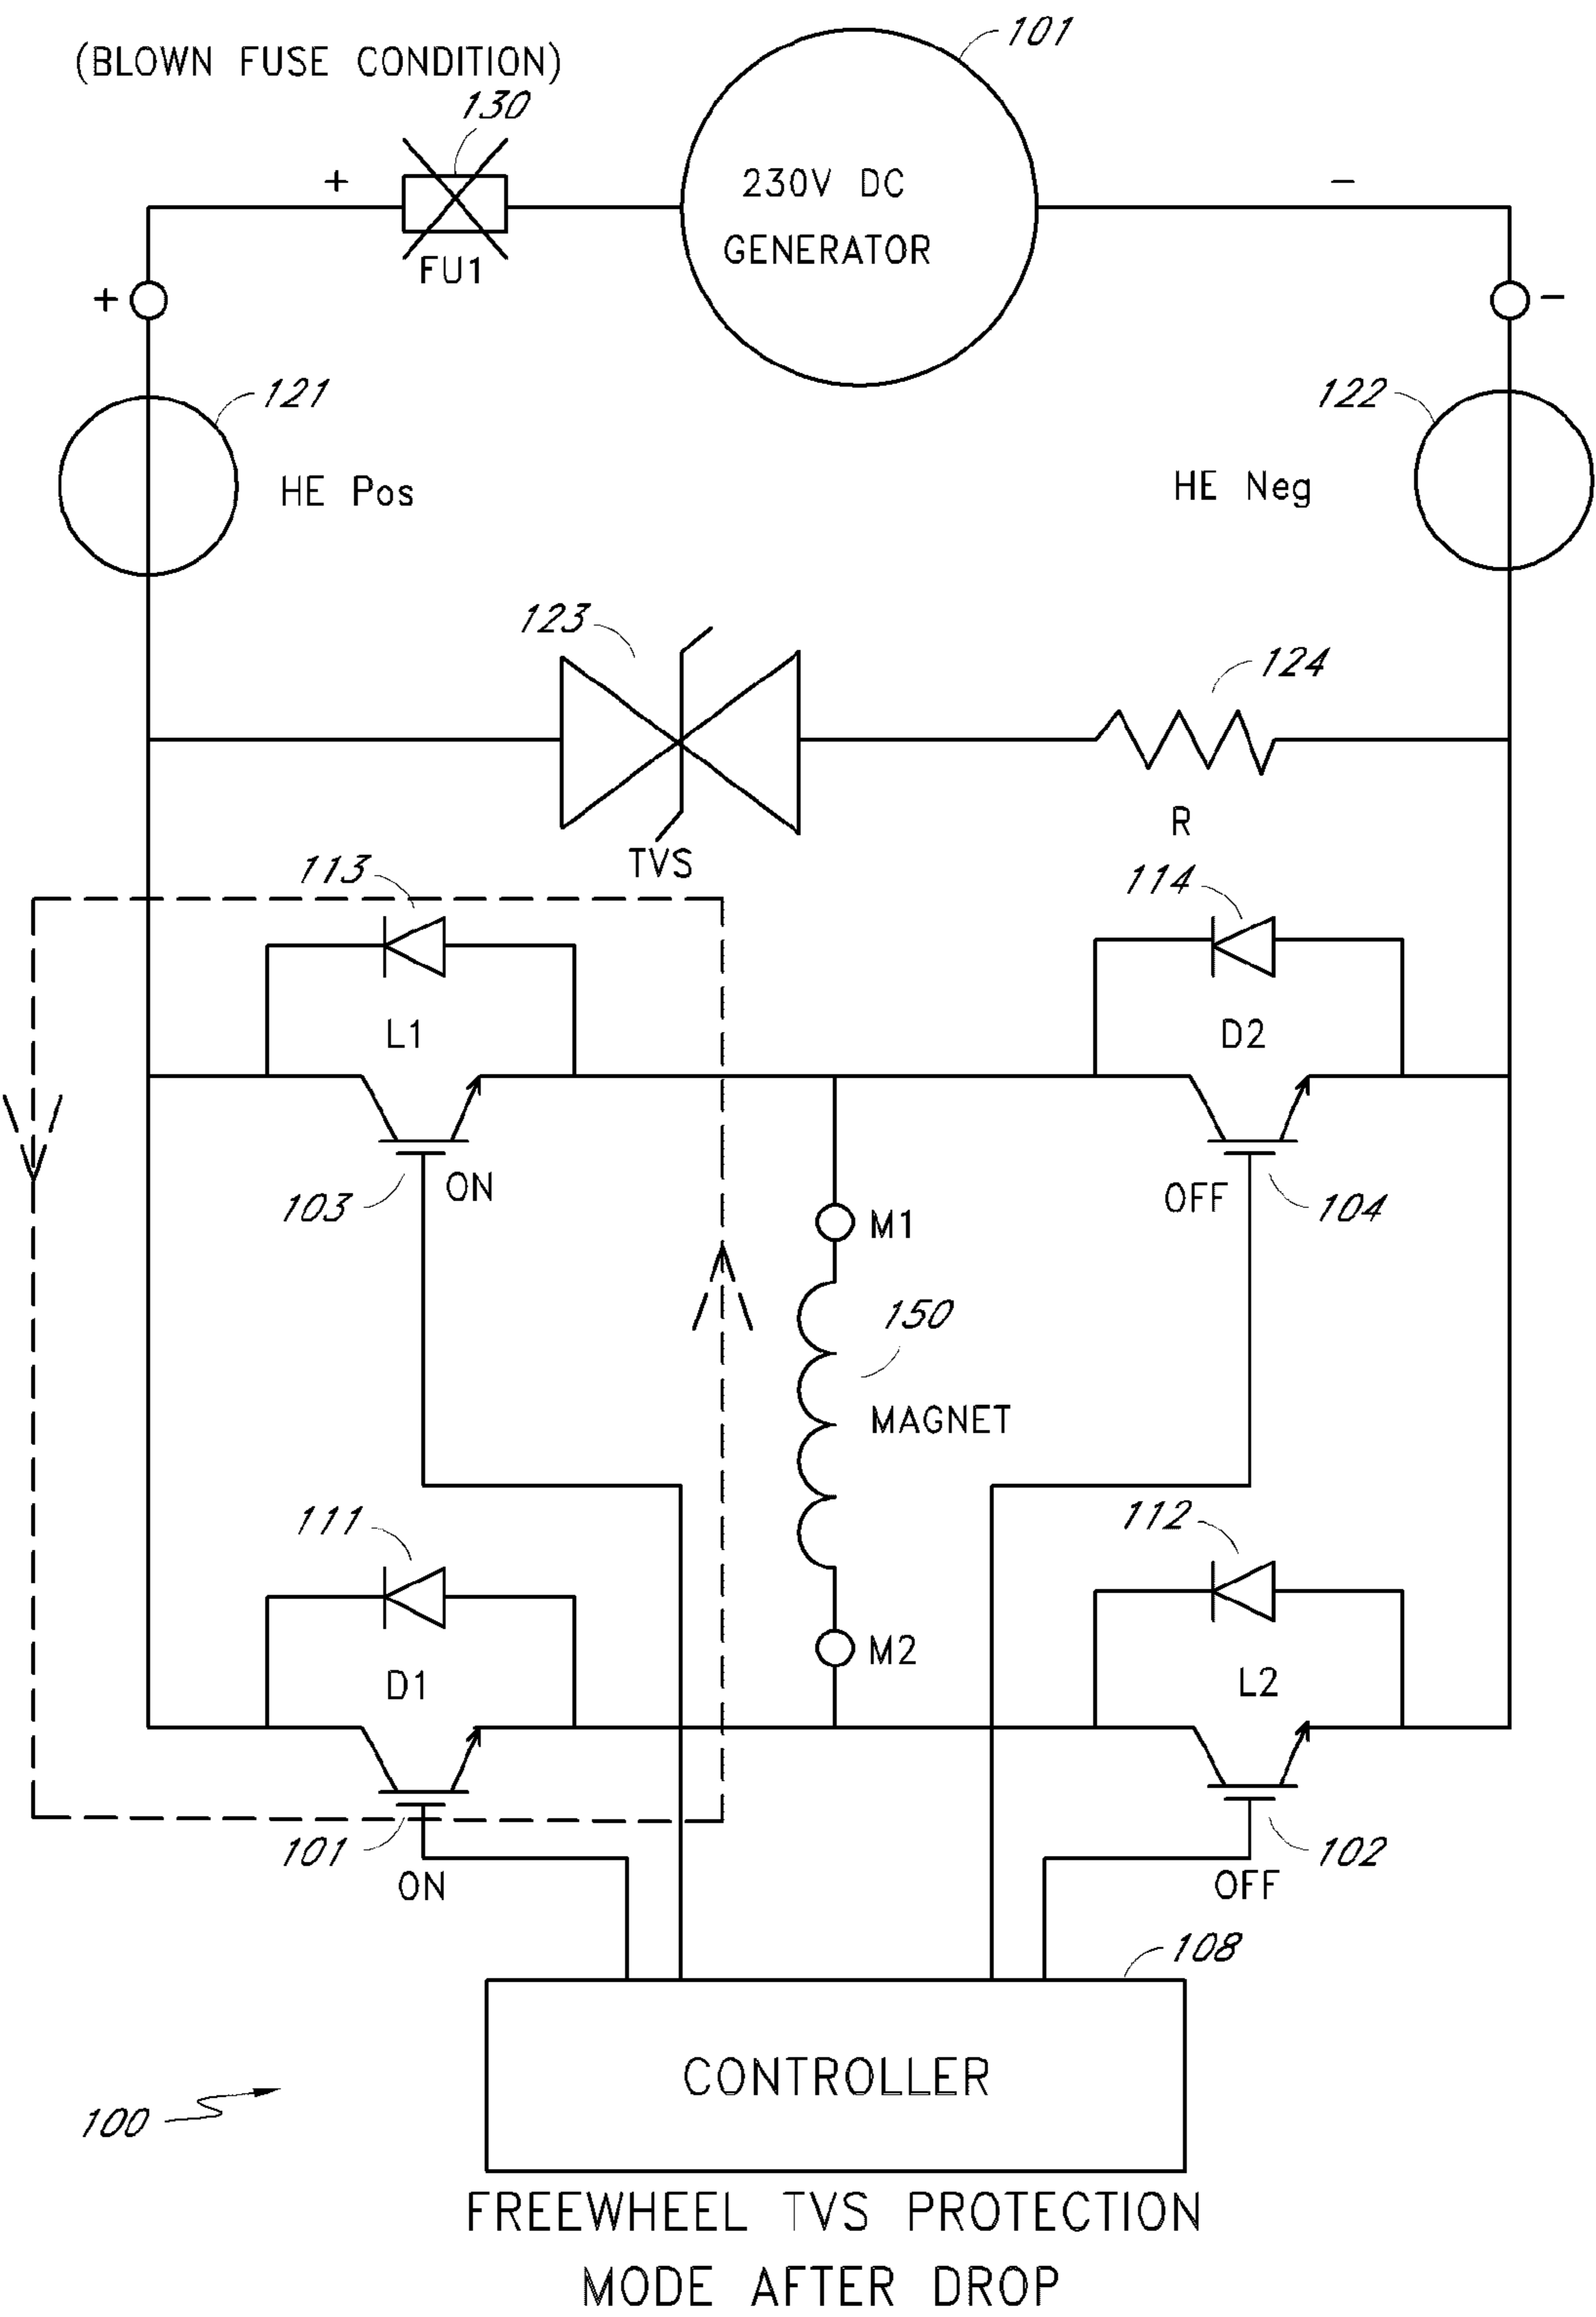 101
(BLOWN FUSE CONDITION)
130
+
230V DC
GENERATOR
−
FU1
+
−
121
122
HE Pos
HE Neg
123
124
R
TVS
113
114
L1
D2
103
ON
OFF
104
M1
150
MAGNET
111
112
M2
D1
L2
101
ON
102
OFF
108
CONTROLLER
100
FREEWHEEL TVS PROTECTION
MODE AFTER DROP